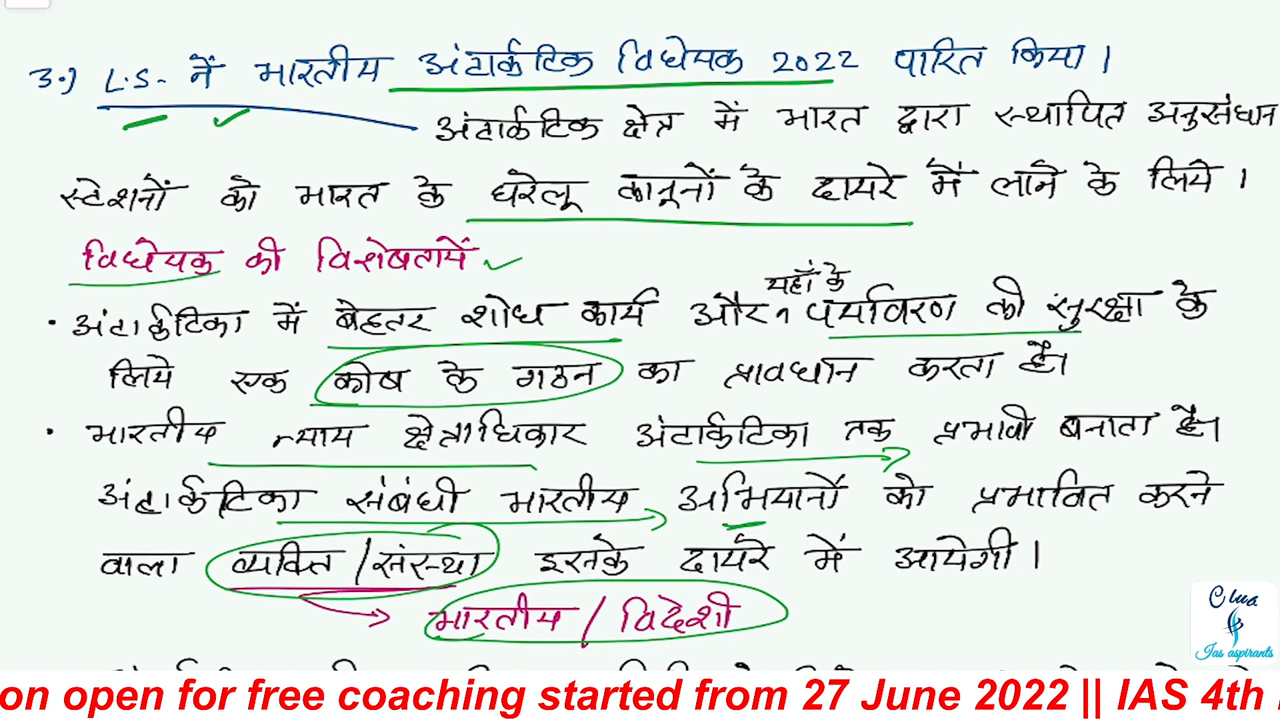 3.) L.S. ने भारतीय अंटार्कटिक विधेयक 2022 पारित किया।
अंटार्कटिक क्षेत्र में भारत द्वारा स्थापित अनुसंधान
स्टेशनों को भारत के घरेलू कानूनों के दायरे में लाने के लिये।
विधेयक की विशेषतायें
यहाँ के
• अंटार्कटिका में बेहतर शोध कार्य और पर्यावरण की सुरक्षा के
लिये एक कोष के गठन का प्रावधान करता है।
• भारतीय न्याय क्षेत्राधिकार अंटार्कटिका तक प्रभावी बनाता है।
अंटार्कटिका संबंधी भारतीय अभियानों को प्रभावित करने
वाला व्यक्ति / संस्था इसके दायरे में आयेगी।
भारतीय / विदेशी
Ias aspirants
on open for free coaching started from 27 June 2022 || IAS 4th